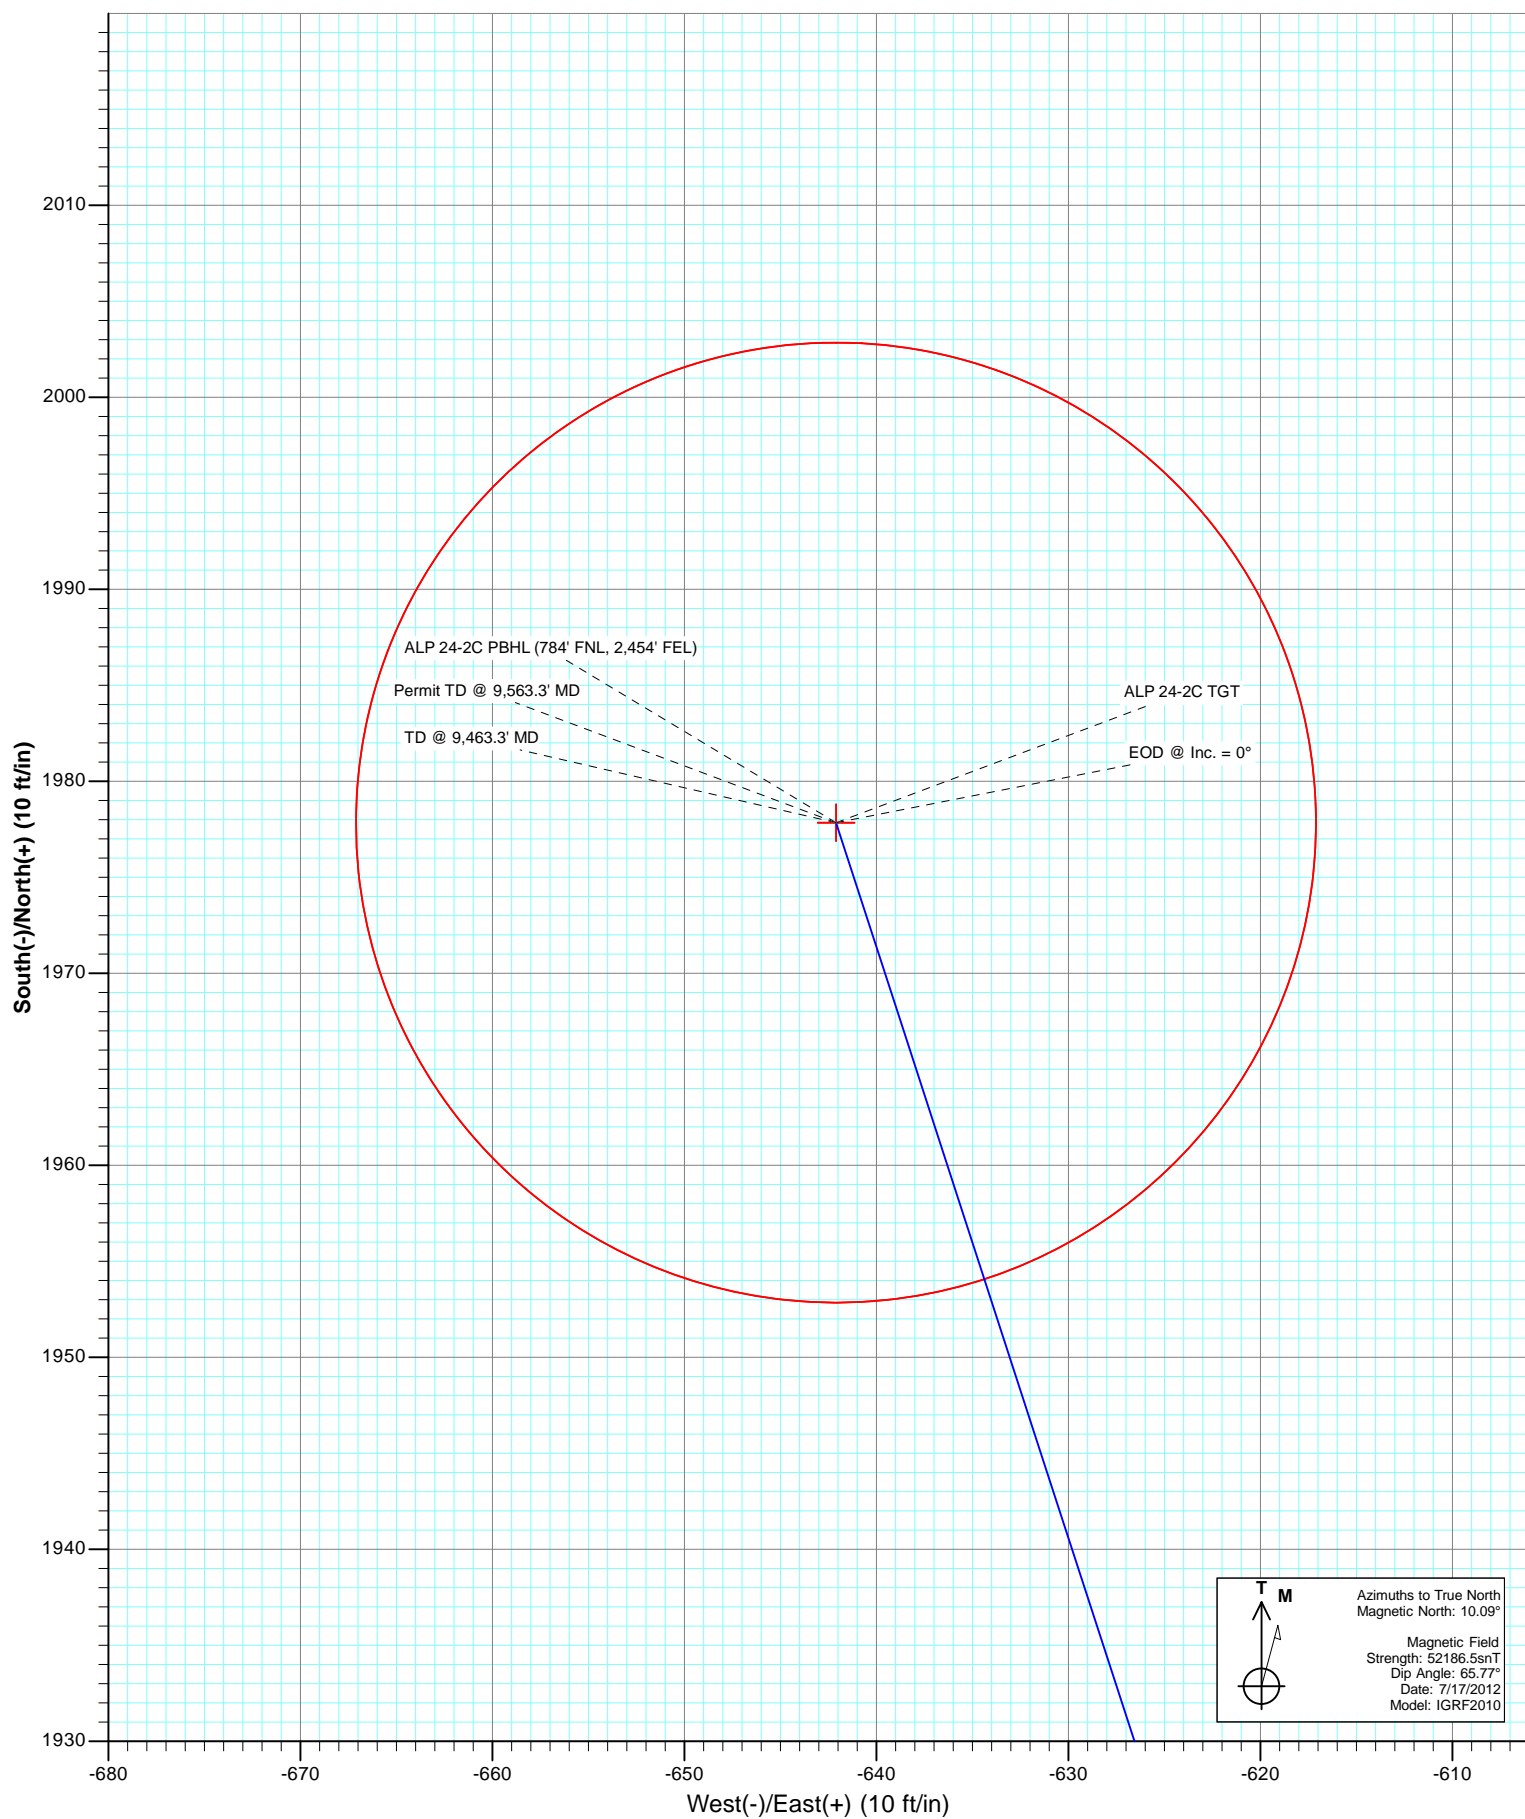 2010
2000
1990
1980
1970
1960
1950
1940
1930
South(-)/North(+) (10 ft/in)
ALP 24-2C PBHL (784' FNL, 2,454' FEL)
Permit TD @ 9,563.3' MD
TD @ 9,463.3' MD
ALP 24-2C TGT
EOD @ Inc. = 0°
T M
Azimuths to True North
Magnetic North: 10.09°
Magnetic Field
Strength: 52186.5snT
Dip Angle: 65.77°
Date: 7/17/2012
Model: IGRF2010
-680 -670 -660 -650 -640 -630 -620 -610
West(-)/East(+) (10 ft/in)